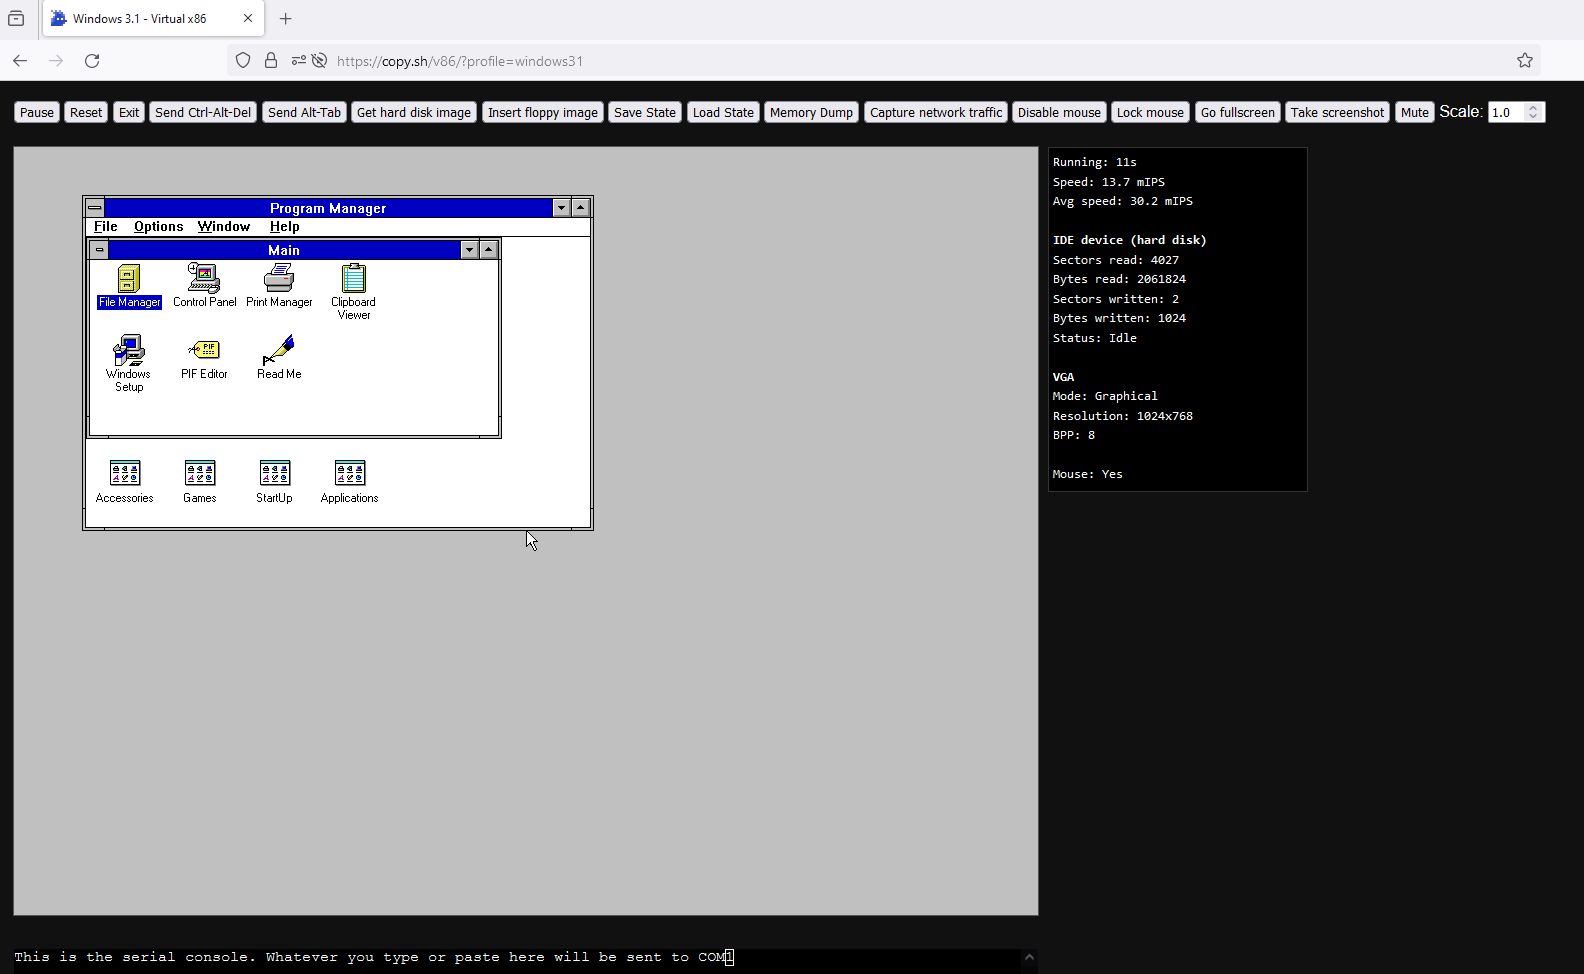 Windows 3.1 - Virtual x86
https://copy.sh/v86/?profile=windows31
Pause Reset Exit Send Ctrl-Alt-Del Send Alt-Tab Get hard disk image Insert floppy image Save State Load State Memory Dump Capture network traffic Disable mouse Lock mouse Go fullscreen Take screenshot Mute Scale: 1.0
Program Manager
File Options Window Help
Main
File Manager Control Panel Print Manager Clipboard
Viewer
PIF
Windows PIF Editor Read Me
Setup
Accessories Games StartUp Applications
Running: 11s
Speed: 13.7 mIPS
Avg speed: 30.2 mIPS
IDE device (hard disk)
Sectors read: 4027
Bytes read: 2061824
Sectors written: 2
Bytes written: 1024
Status: Idle
VGA
Mode: Graphical
Resolution: 1024x768
BPP: 8
Mouse: Yes
This is the serial console. Whatever you type or paste here will be sent to COM1